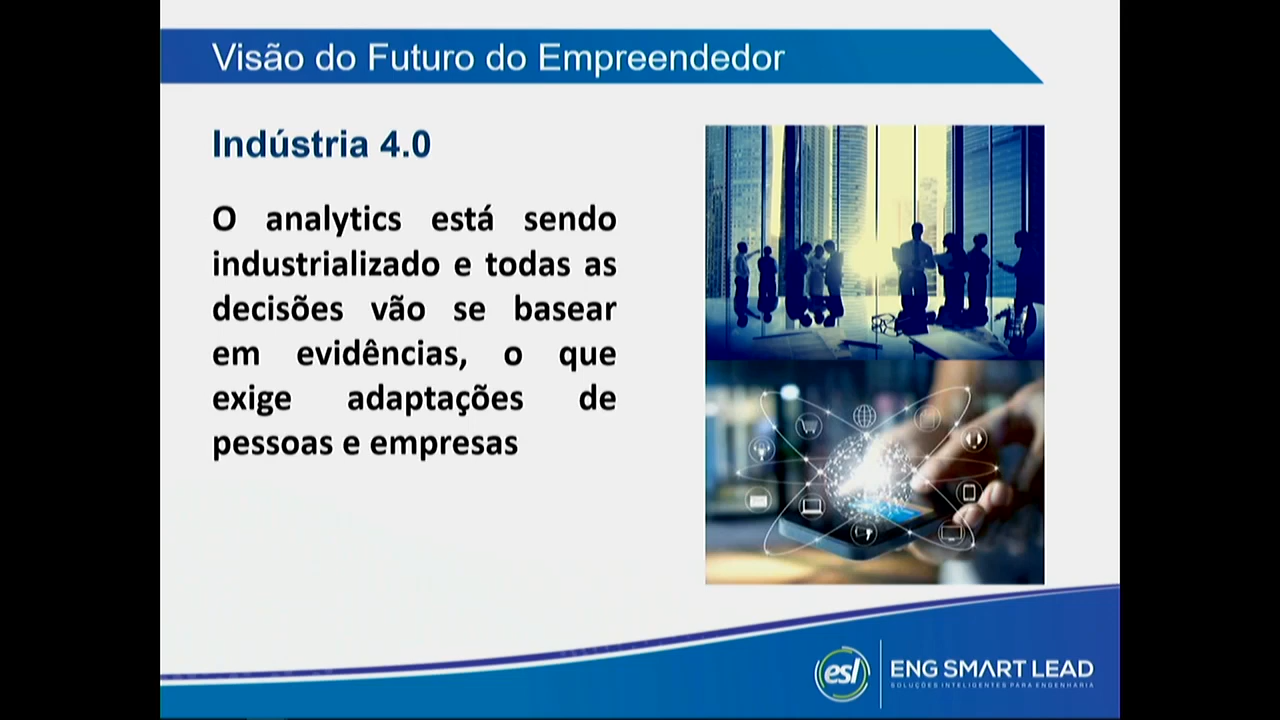 Visão do Futuro do Empreendedor
Indústria 4.0
O analytics está sendo
industrializado e todas as
decisões vão se basear
em evidências, o que
exige adaptações de
pessoas e empresas
esl
ENG SMART LEAD
SOLUÇÕES INTELIGENTES PARA ENGENHARIA